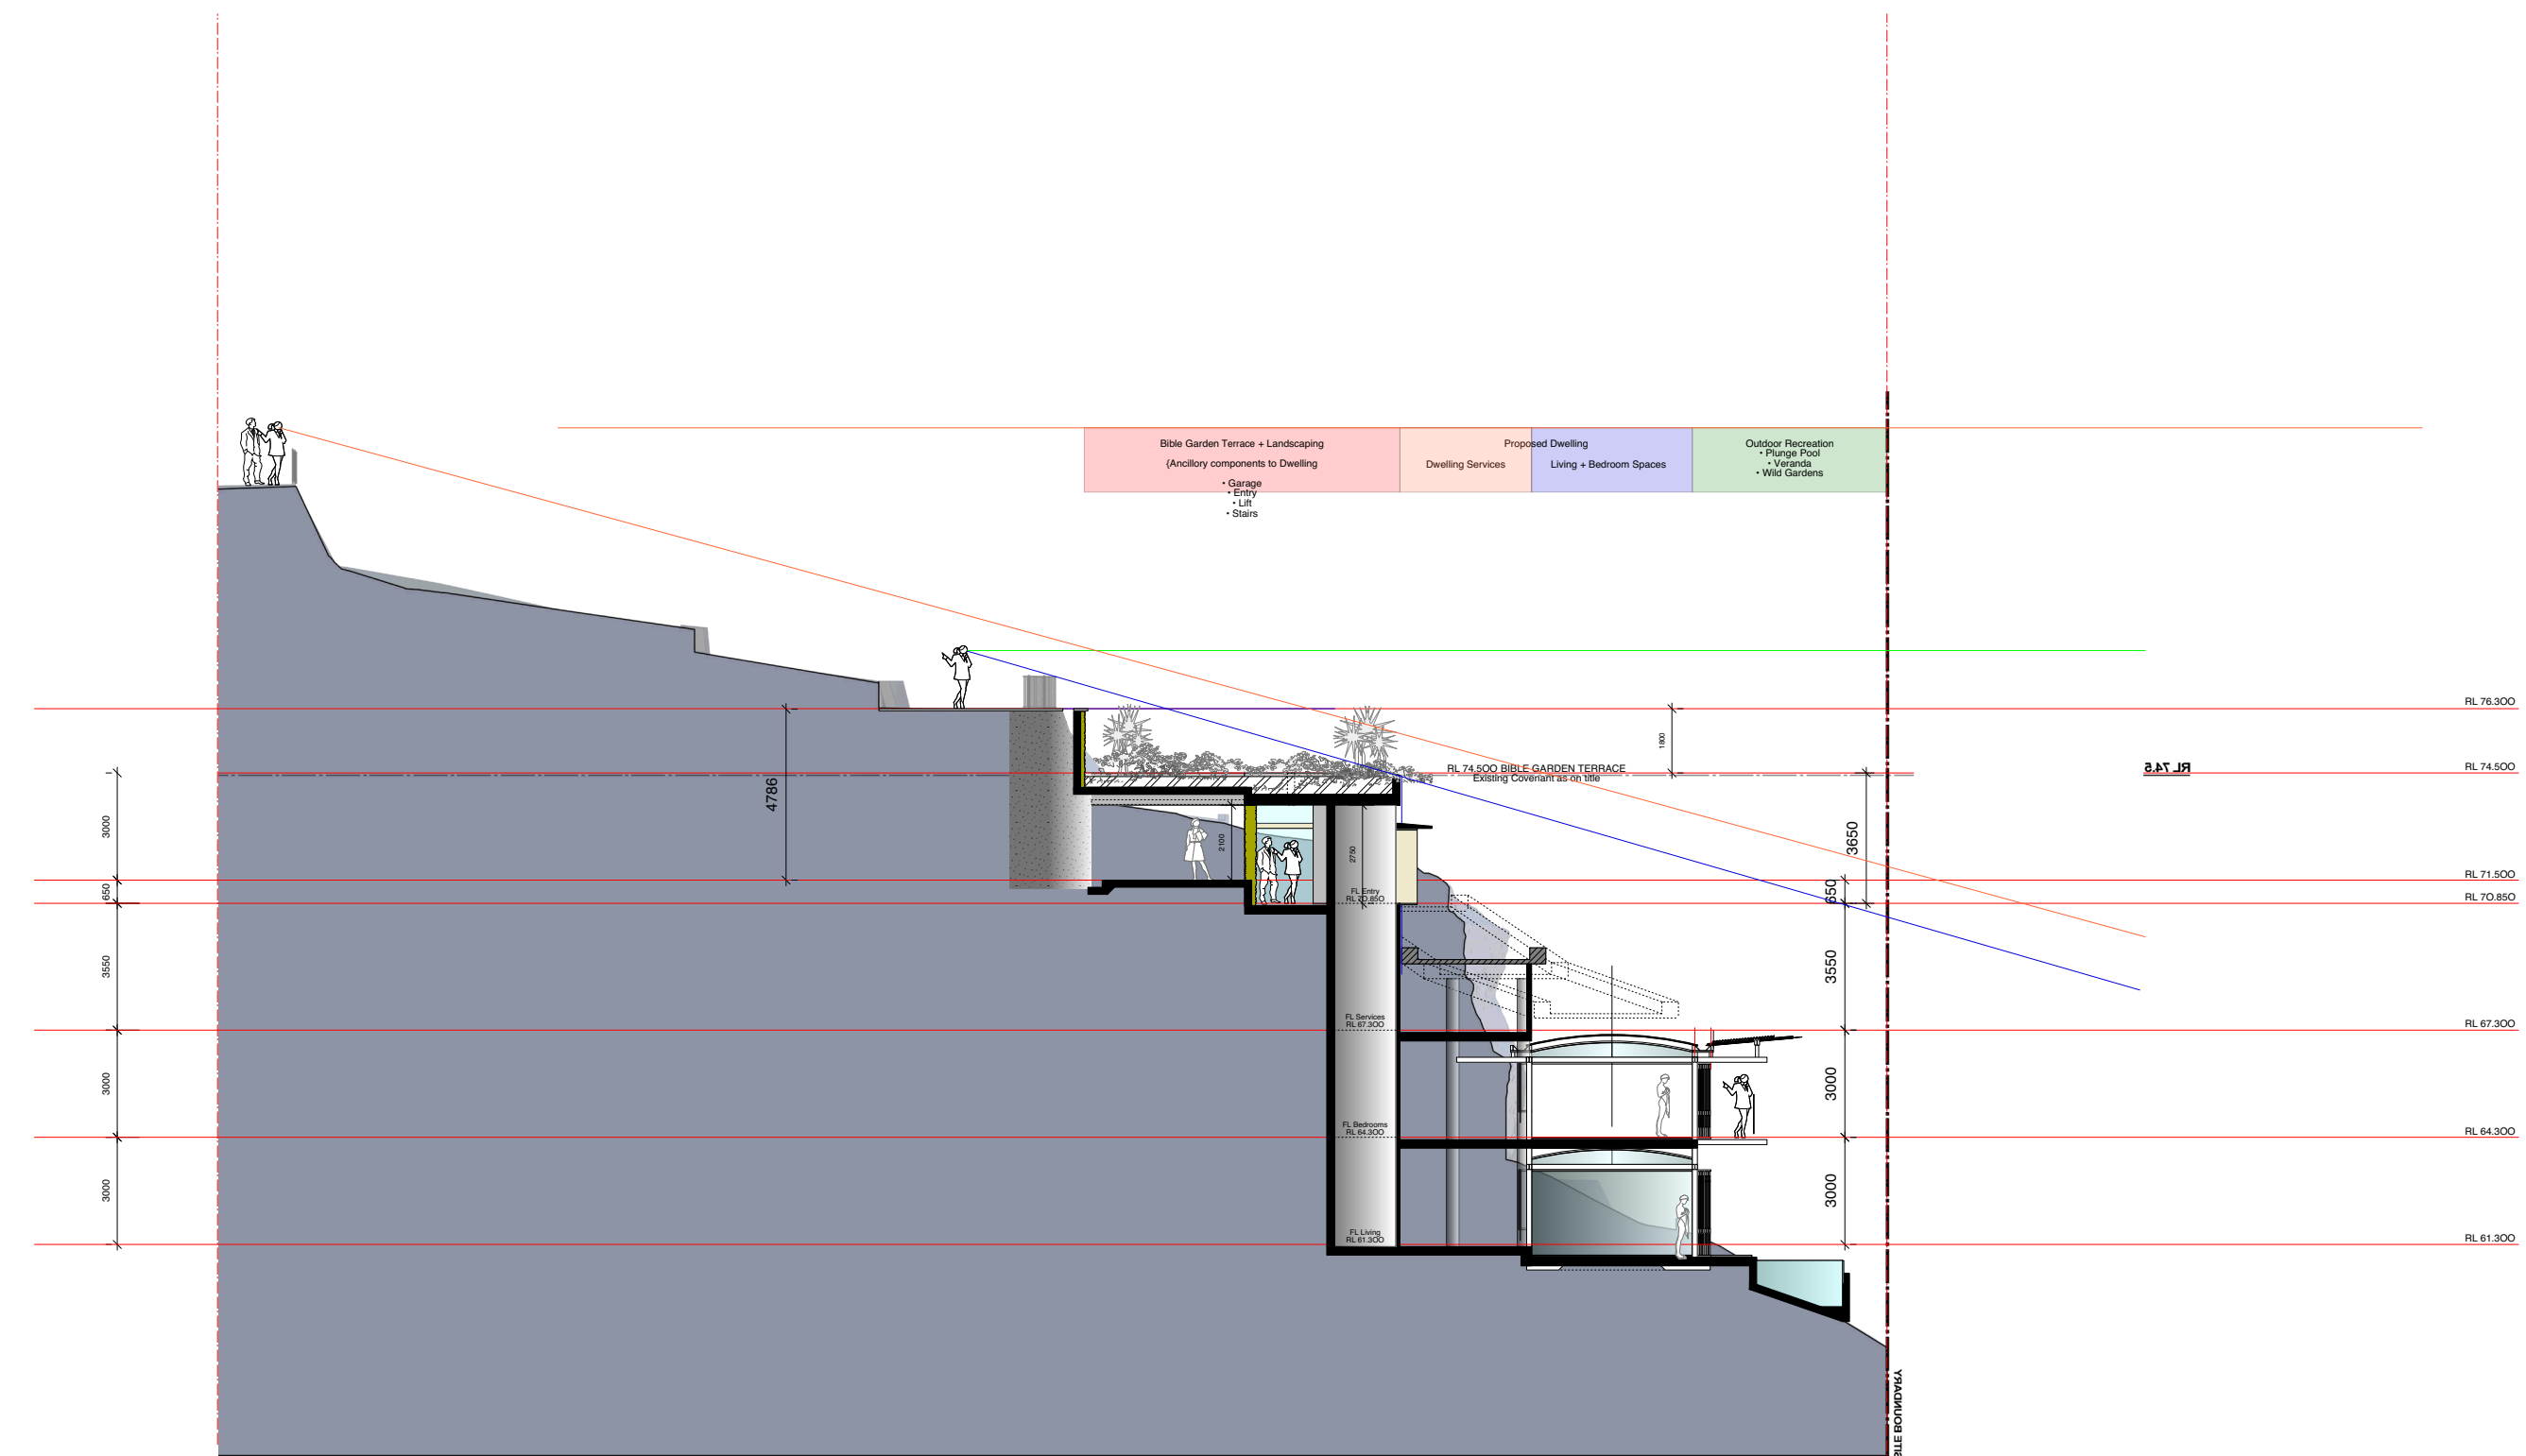 Bible Garden Terrace + Landscaping
{Ancillory components to Dwelling
• Garage
• Entry
• Lift
• Stairs
Proposed Dwelling
Dwelling Services
Living + Bedroom Spaces
Outdoor Recreation
• Plunge Pool
• Veranda
• Wild Gardens
RL 76.300
1800
RL 74.500 BIBLE GARDEN TERRACE
Existing Covenant as on title
RL 74.5
RL 74.500
4786
3000
2100
2750
3650
RL 71.500
650
FL Entry
RL 70.850
650
RL 70.850
3550
3550
FL Services
RL 67.300
RL 67.300
3000
3000
FL Bedrooms
RL 64.300
RL 64.300
3000
3000
FL Living
RL 61.300
RL 61.300
SITE BOUNDARY